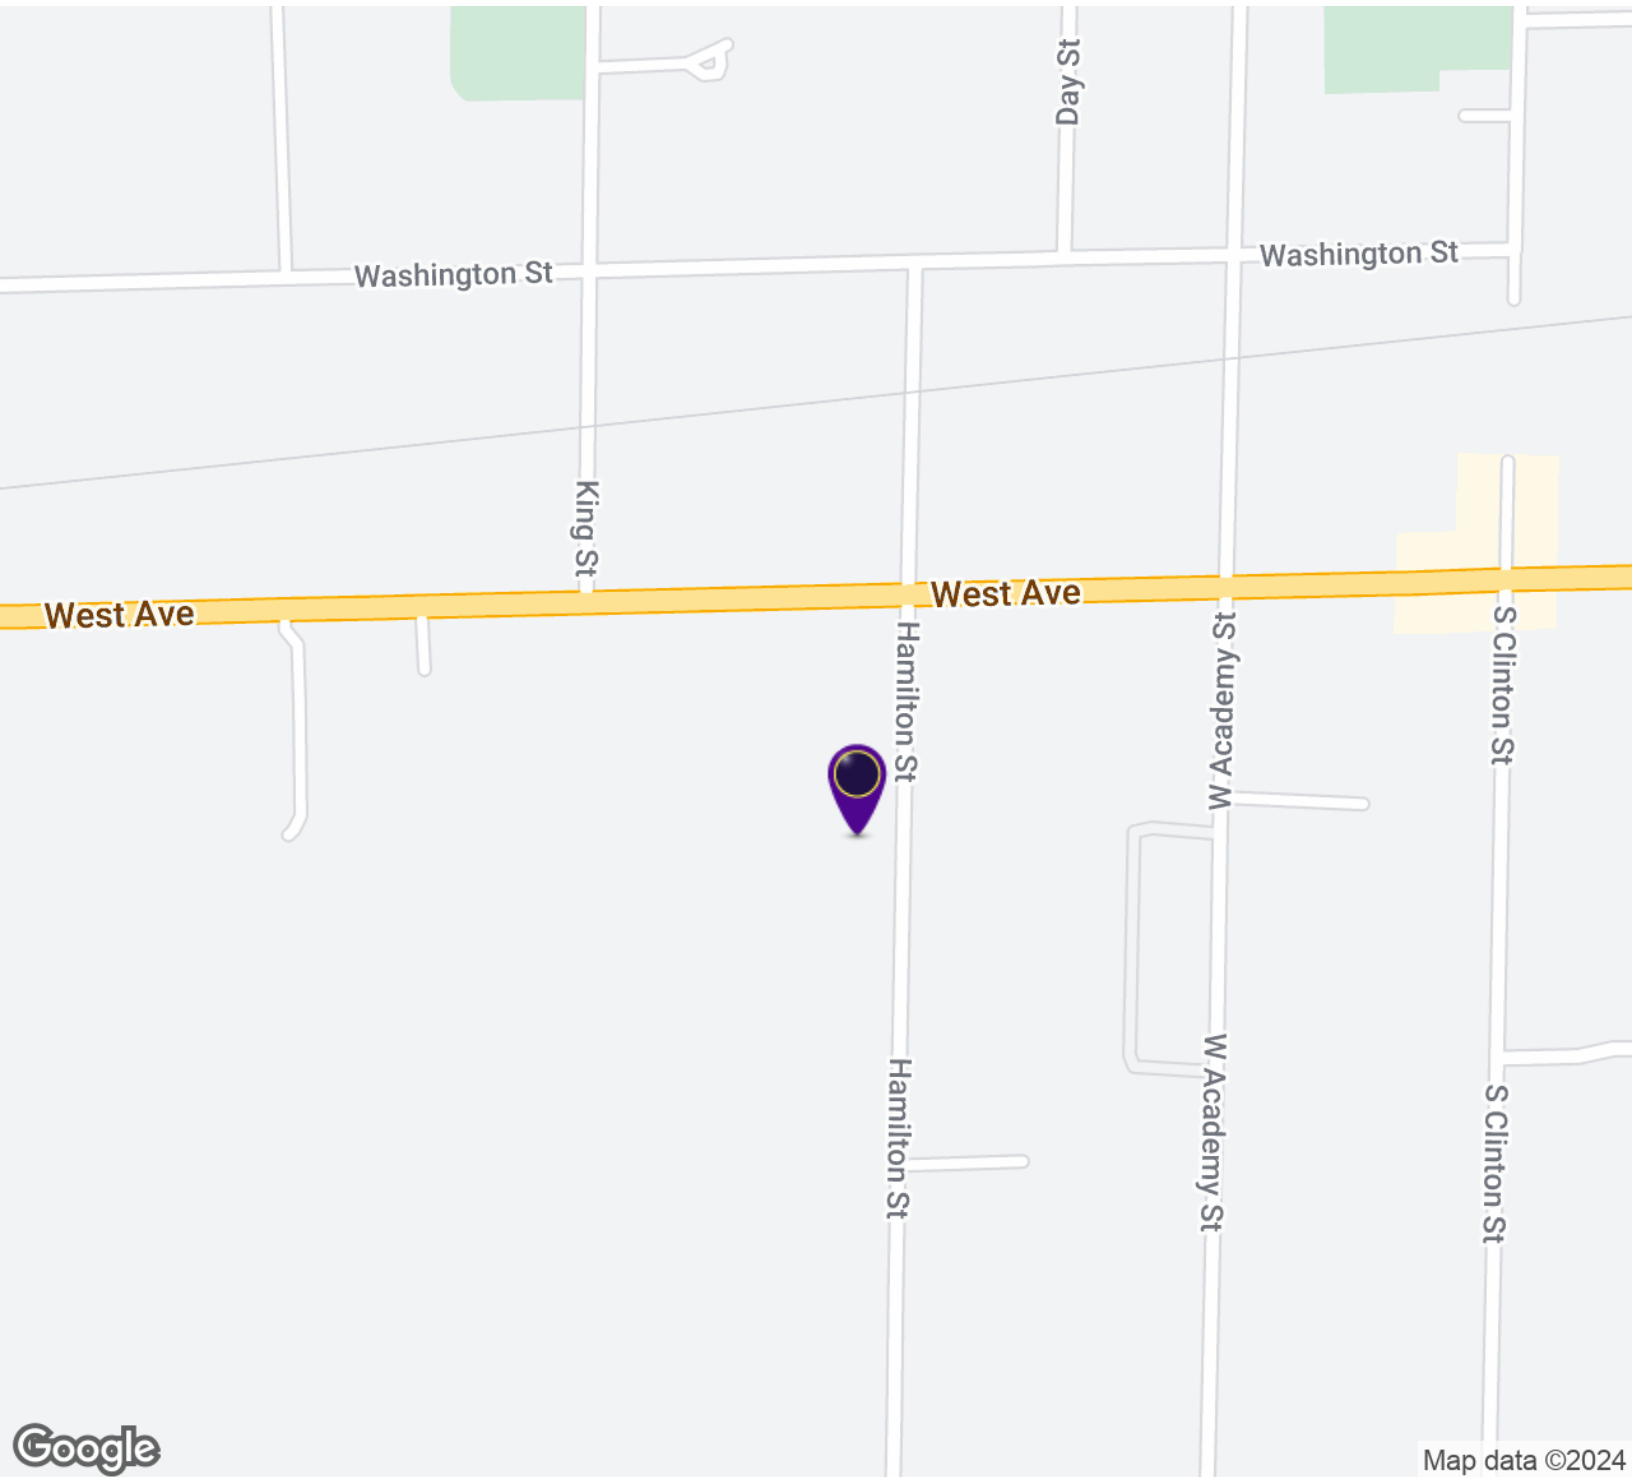 Day St
Washington St
Washington St
King St
West Ave
West Ave
Hamilton St
W Academy St
S Clinton St
Hamilton St
W Academy St
S Clinton St
Google
Map data ©2024